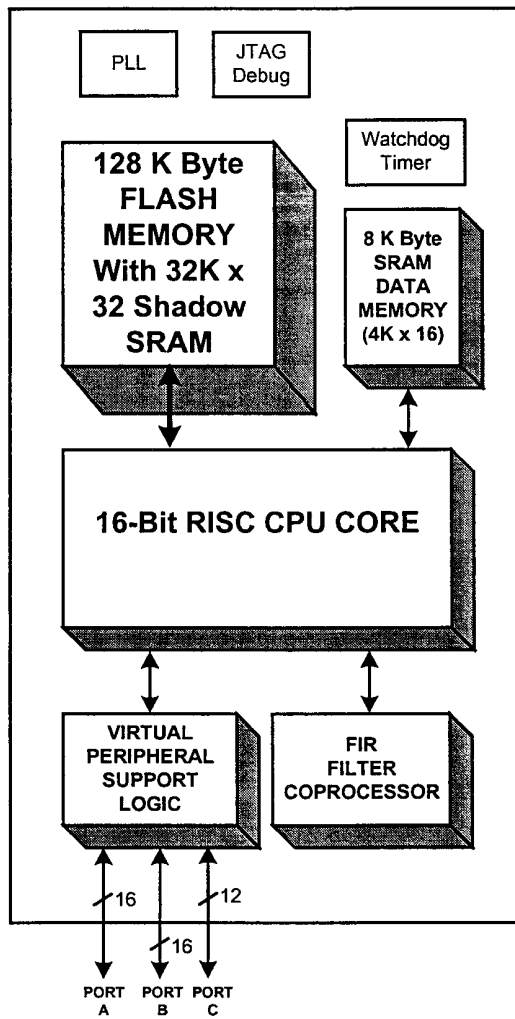 PLL
JTAG
Debug
Watchdog
Timer
128 K Byte
FLASH
MEMORY
With 32K x
32 Shadow
SRAM
8 K Byte
SRAM
DATA
MEMORY
(4K x 16)
16-Bit RISC CPU CORE
VIRTUAL
PERIPHERAL
SUPPORT
LOGIC
FIR
FILTER
COPROCESSOR
16
12
16
PORT
A
PORT
B
PORT
C